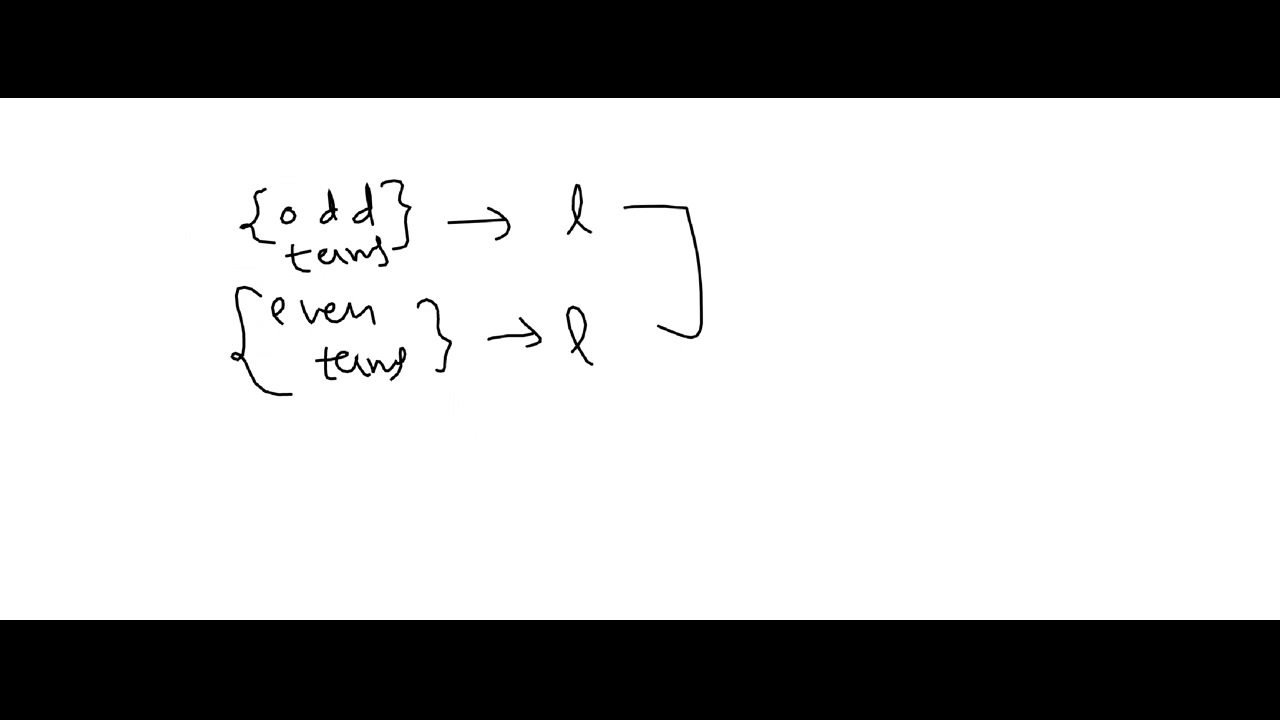 {odd
terms} → l
{even
terms} → l